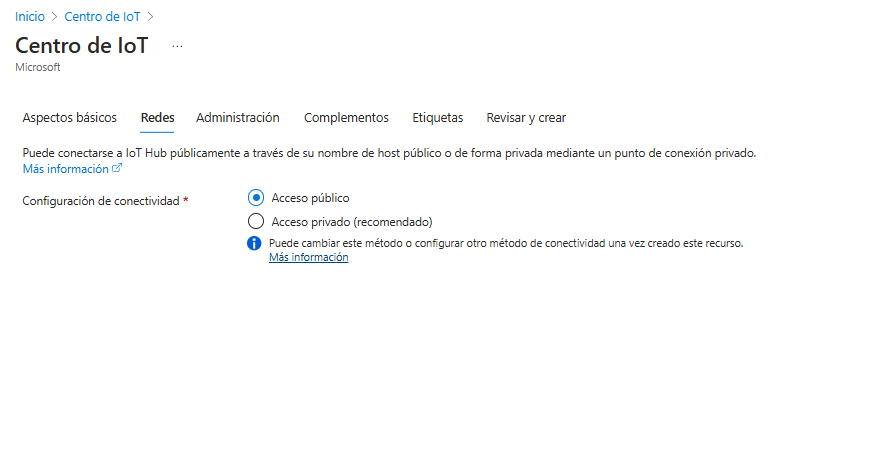 Inicio > Centro de IoT >
Centro de IoT ...
Microsoft
Aspectos básicos Redes Administración Complementos Etiquetas Revisar y crear
Puede conectarse a IoT Hub públicamente a través de su nombre de host público o de forma privada mediante un punto de conexión privado.
Más información
Configuración de conectividad *
Acceso público
Acceso privado (recomendado)
Puede cambiar este método o configurar otro método de conectividad una vez creado este recurso.
Más información